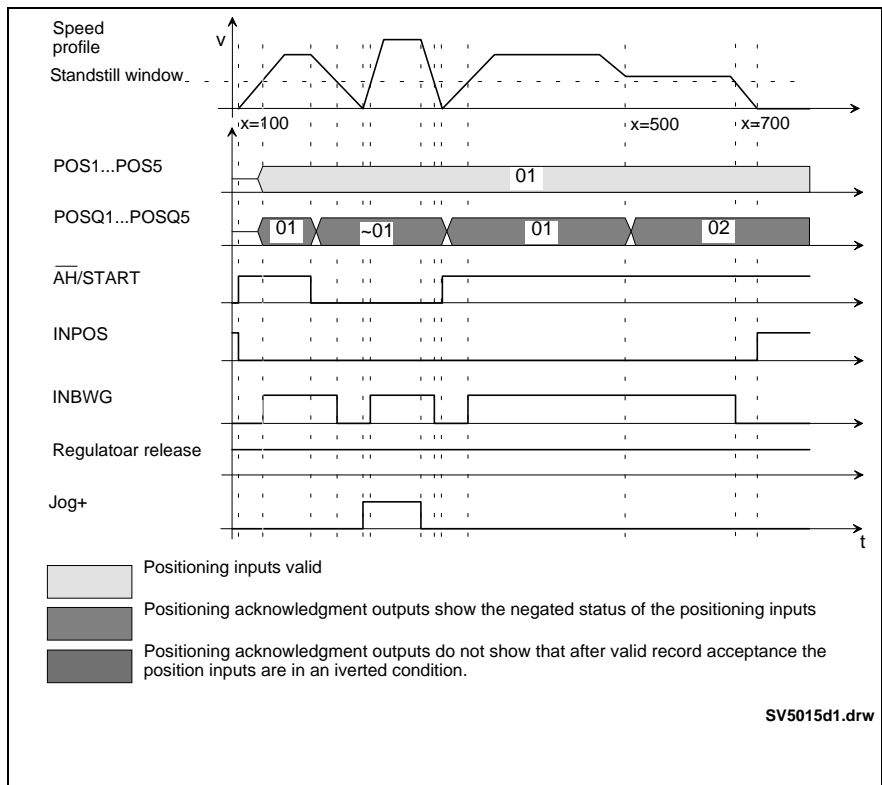 Speed
profile
v
Standstill window
x=100
x=500
x=700
POS1...POS5
01
POSQ1...POSQ5
01
~01
01
02
A̅H̅/START
INPOS
INBWG
Regulatoar release
Jog+
t
Positioning inputs valid
Positioning acknowledgment outputs show the negated status of the positioning inputs
Positioning acknowledgment outputs do not show that after valid record acceptance the
position inputs are in an iverted condition.
SV5015d1.drw